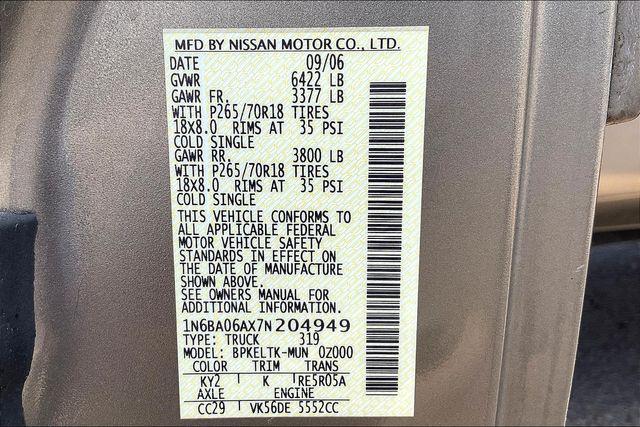 MFD BY NISSAN MOTOR CO., LTD.
DATE 09/06
GVWR 6422 LB
GAWR FR. 3377 LB
WITH P265/70R18 TIRES
18X8.0 RIMS AT 35 PSI
COLD SINGLE
GAWR RR. 3800 LB
WITH P265/70R18 TIRES
18X8.0 RIMS AT 35 PSI
COLD SINGLE
THIS VEHICLE CONFORMS TO
ALL APPLICABLE FEDERAL
MOTOR VEHICLE SAFETY
STANDARDS IN EFFECT ON
THE DATE OF MANUFACTURE
SHOWN ABOVE.
SEE OWNERS MANUAL FOR
ADDITIONAL INFORMATION.
1N6BA06AX7N204949
TYPE: TRUCK 319
MODEL: BPKELTK-MUN 0Z000
COLOR TRIM TRANS
KY2 K RE5R05A
AXLE ENGINE
CC29 VK56DE 5552CC